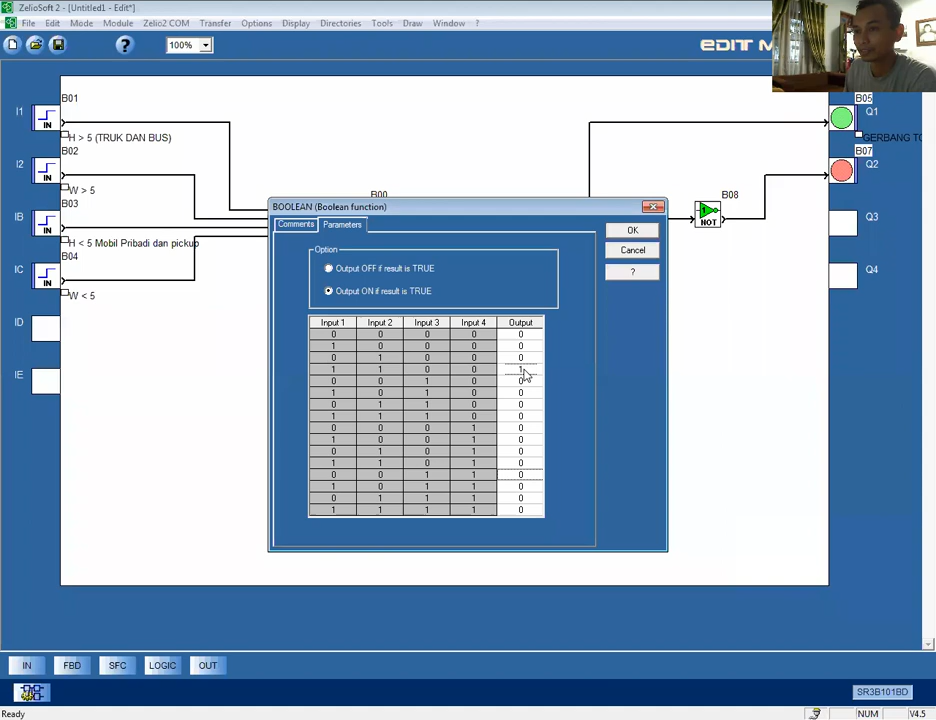 ZelioSoft 2 - [Untitled1 - Edit*]
File Edit Mode Module Function Zelio2 COM Transfer Options Display Directories Tools Draw Window ?
? 100% EDIT M
B01
I1 IN
H > 5 (TRUK DAN BUS)
B02
I2 IN
W > 5
B03
IB IN
H < 5 Mobil Pribadi dan pickup
B04
IC IN
W < 5
ID
IE
B00
B05
Q1
GERBANG TO
B07
Q2
B08
1
NOT
Q3
Q4
BOOLEAN (Boolean function)
Comments Parameters
Option
Output OFF if result is TRUE
Output ON if result is TRUE
OK
Cancel
?
Input 1 Input 2 Input 3 Input 4 Output
0 0 0 0 0
1 0 0 0 0
0 1 0 0 0
1 1 0 0 1
0 0 1 0 0
1 0 1 0 0
0 1 1 0 0
1 1 1 0 0
0 0 0 1 0
1 0 0 1 0
0 1 0 1 0
1 1 0 1 0
0 0 1 1 0
1 0 1 1 0
0 1 1 1 0
1 1 1 1 0
IN FBD SFC LOGIC OUT
SR3B101BD
Ready NUM V4.5